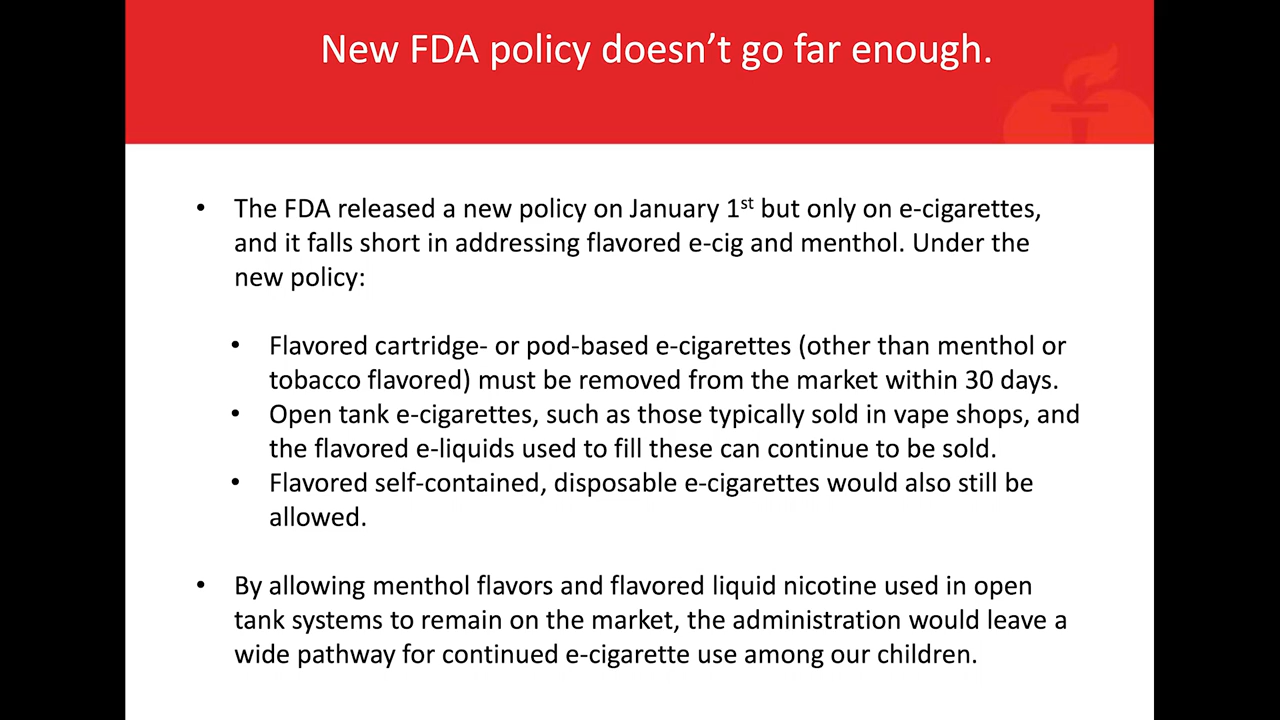 New FDA policy doesn’t go far enough.
• The FDA released a new policy on January 1st but only on e-cigarettes,
and it falls short in addressing flavored e-cig and menthol. Under the
new policy:
• Flavored cartridge- or pod-based e-cigarettes (other than menthol or
tobacco flavored) must be removed from the market within 30 days.
• Open tank e-cigarettes, such as those typically sold in vape shops, and
the flavored e-liquids used to fill these can continue to be sold.
• Flavored self-contained, disposable e-cigarettes would also still be
allowed.
• By allowing menthol flavors and flavored liquid nicotine used in open
tank systems to remain on the market, the administration would leave a
wide pathway for continued e-cigarette use among our children.